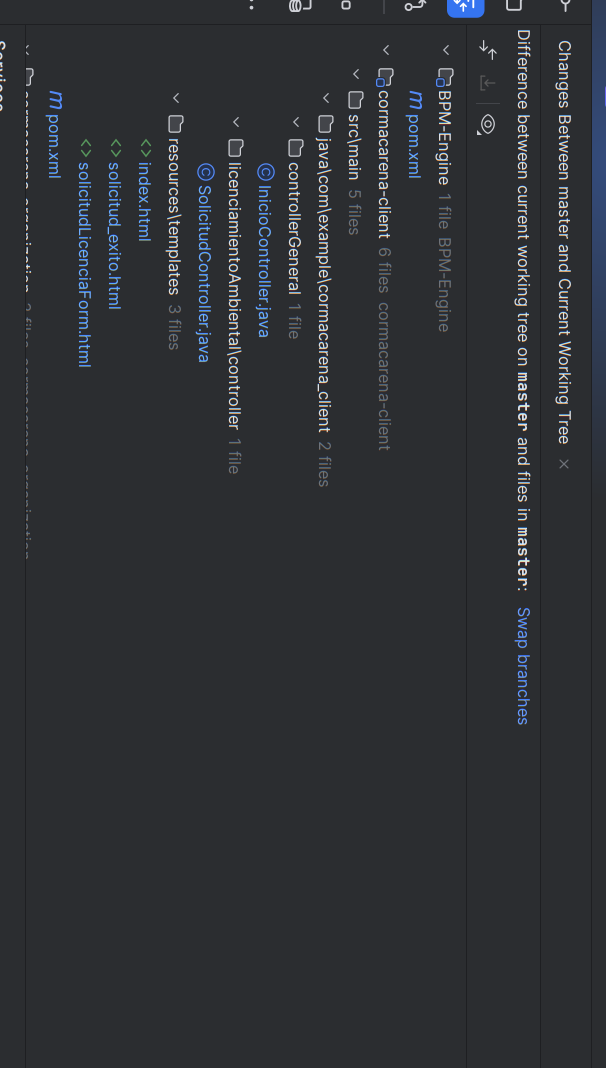 Changes Between master and Current Working Tree
Difference between current working tree on master and files in master: Swap branches
BPM-Engine 1 file BPM-Engine
pom.xml
cormacarena-client 6 files cormacarena-client
src\main 5 files
java\com\example\cormacarena_client 2 files
controllerGeneral 1 file
InicioController.java
licenciamientoAmbiental\controller 1 file
SolicitudController.java
resources\templates 3 files
index.html
solicitud_exito.html
solicitudLicenciaForm.html
pom.xml
Services